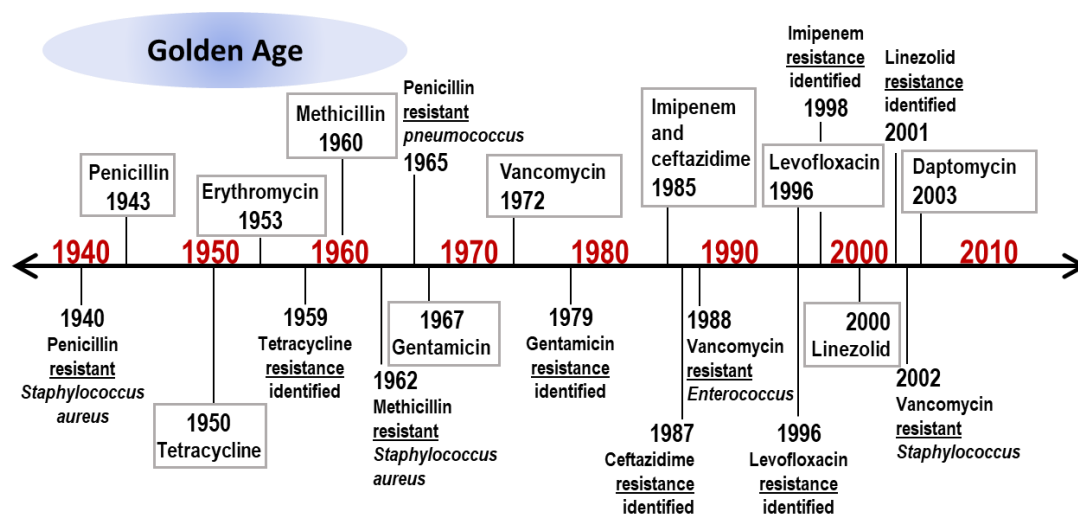 Golden Age
Penicillin
1943
Erythromycin
1953
Methicillin
1960
Penicillin
resistant
pneumococcus
1965
Vancomycin
1972
Imipenem
and
ceftazidime
1985
Imipenem
resistance
identified
1998
Levofloxacin
1996
Linezolid
resistance
identified
2001
Daptomycin
2003
1940 1950 1960 1970 1980 1990 2000 2010
1940
Penicillin
resistant
Staphylococcus
aureus
1950
Tetracycline
1959
Tetracycline
resistance
identified
1962
Methicillin
resistant
Staphylococcus
aureus
1967
Gentamicin
1979
Gentamicin
resistance
identified
1987
Ceftazidime
resistance
identified
1988
Vancomycin
resistant
Enterococcus
1996
Levofloxacin
resistance
identified
2000
Linezolid
2002
Vancomycin
resistant
Staphylococcus